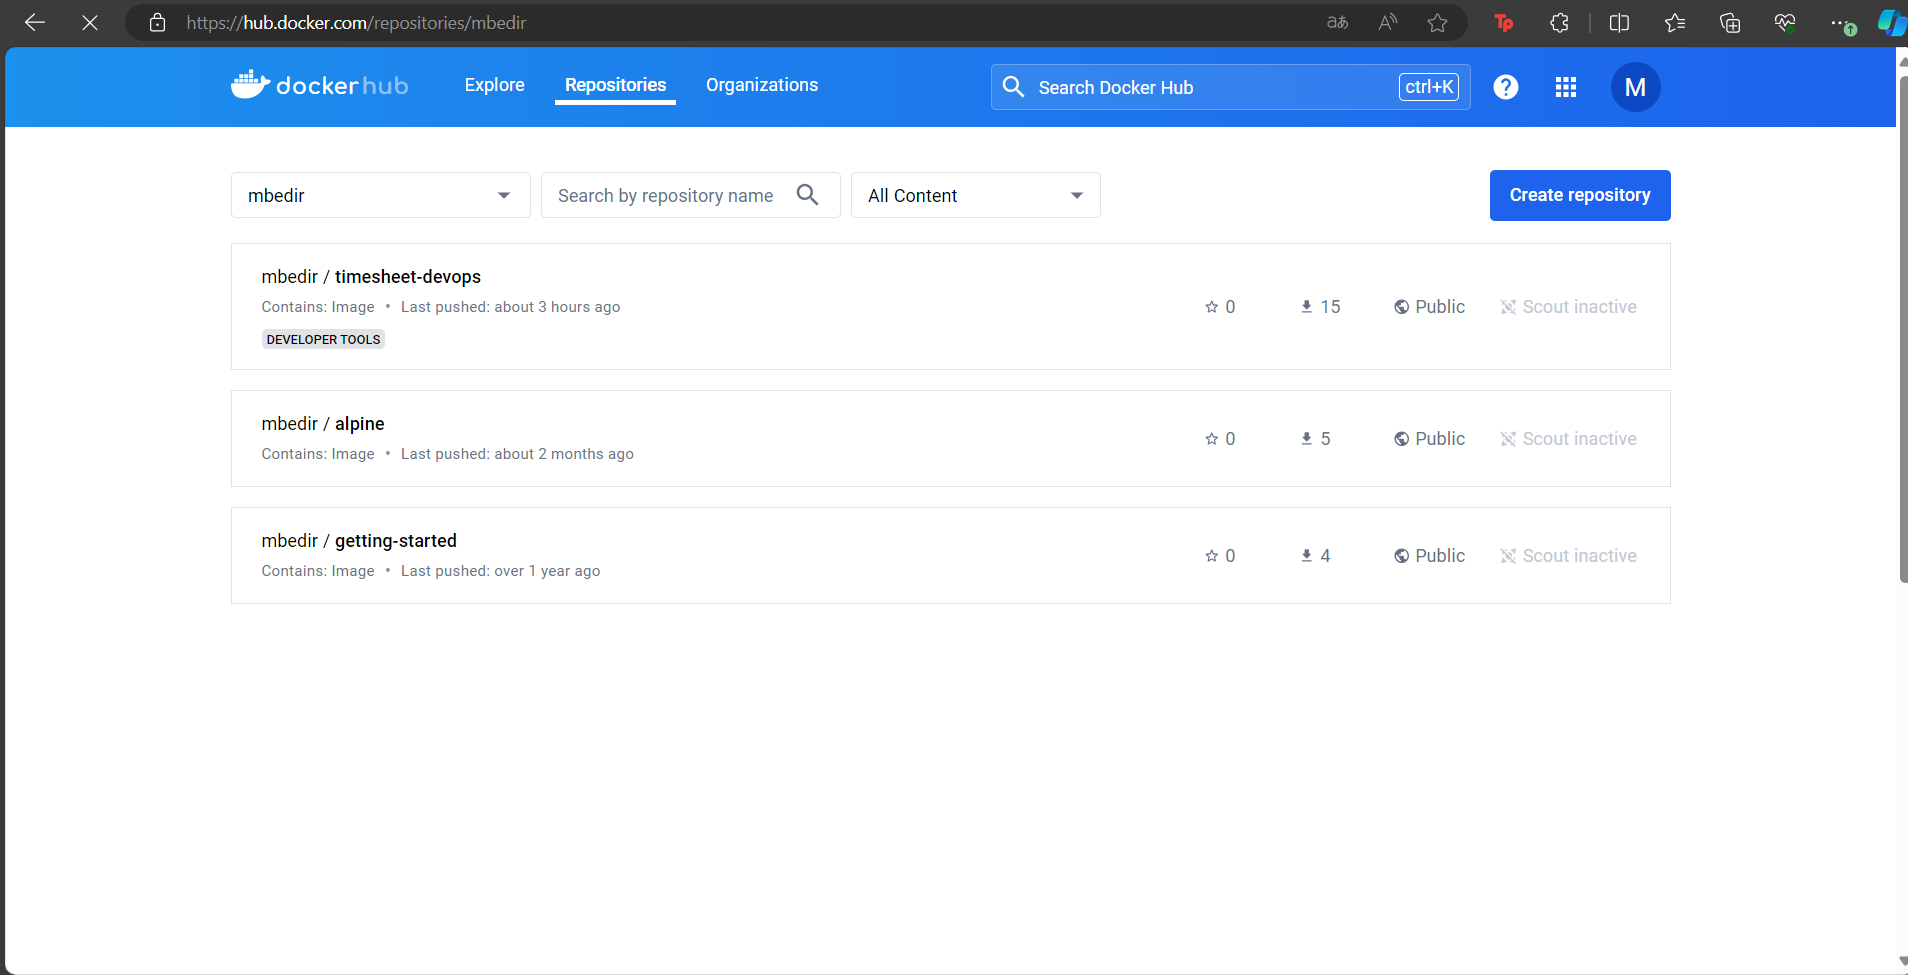 https://hub.docker.com/repositories/mbedir
docker hub Explore Repositories Organizations Search Docker Hub ctrl+K ? M
mbedir Search by repository name All Content Create repository
mbedir / timesheet-devops
Contains: Image • Last pushed: about 3 hours ago 0 15 Public Scout inactive
DEVELOPER TOOLS
mbedir / alpine
Contains: Image • Last pushed: about 2 months ago 0 5 Public Scout inactive
mbedir / getting-started
Contains: Image • Last pushed: over 1 year ago 0 4 Public Scout inactive